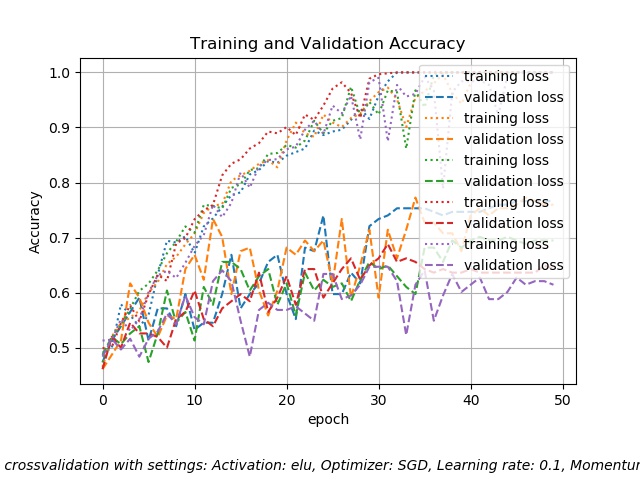 Training and Validation Accuracy
1.0
0.9
0.8
0.7
0.6
0.5
Accuracy
training loss
validation loss
training loss
validation loss
training loss
validation loss
training loss
validation loss
training loss
validation loss
0 10 20 30 40 50
epoch
crossvalidation with settings: Activation: elu, Optimizer: SGD, Learning rate: 0.1, Momentur